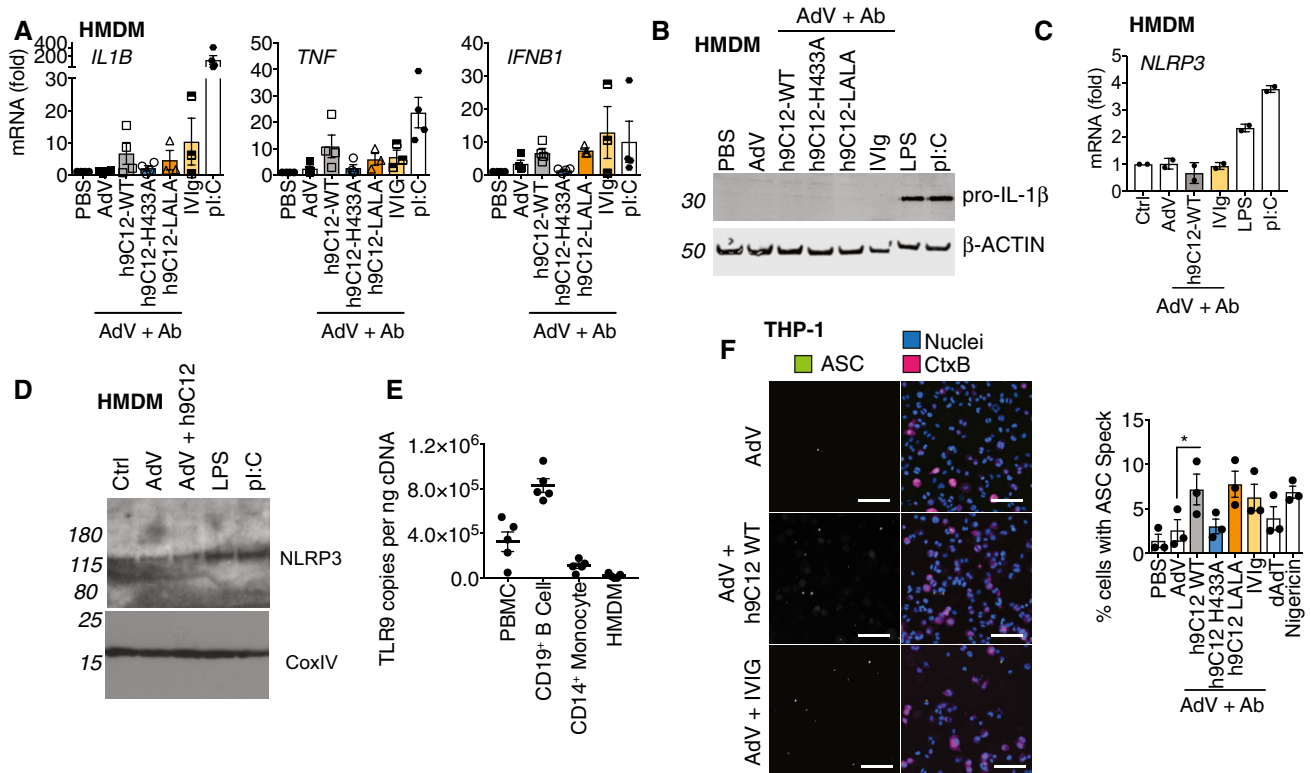 A
HMDM
IL1B
TNF
IFNB1
mRNA (fold)
400
200
30
20
10
0
50
40
30
20
10
0
40
30
20
10
0
PBS
AdV
h9C12-WT
h9C12-H433A
h9C12-LALA
IVIg
pI:C
AdV + Ab
PBS
AdV
h9C12-WT
h9C12-H433A
h9C12-LALA
IVIG
pI:C
AdV + Ab
PBS
AdV
h9C12-WT
h9C12-H433A
h9C12-LALA
IVIg
pI:C
AdV + Ab
B
HMDM
AdV + Ab
PBS
AdV
h9C12-WT
h9C12-H433A
h9C12-LALA
IVIg
LPS
pI:C
30
pro-IL-1β
50
β-ACTIN
C
HMDM
NLRP3
mRNA (fold)
5
4
3
2
1
0
Ctrl
AdV
h9C12-WT
IVIg
LPS
pI:C
AdV + Ab
D
HMDM
Ctrl
AdV
AdV + h9C12
LPS
pI:C
180
115
80
NLRP3
25
15
CoxIV
E
TLR9 copies per ng cDNA
1.2×10⁶
8.0×10⁵
4.0×10⁵
0.0
PBMC
CD19⁺ B Cell
CD14⁺ Monocyte
HMDM
F
THP-1
ASC
Nuclei
CtxB
AdV
AdV +
h9C12 WT
AdV + IVIG
% cells with ASC Speck
15
10
5
0
*
PBS
AdV
h9C12 WT
h9C12 H433A
h9C12 LALA
IVIg
dAdT
Nigericin
AdV + Ab